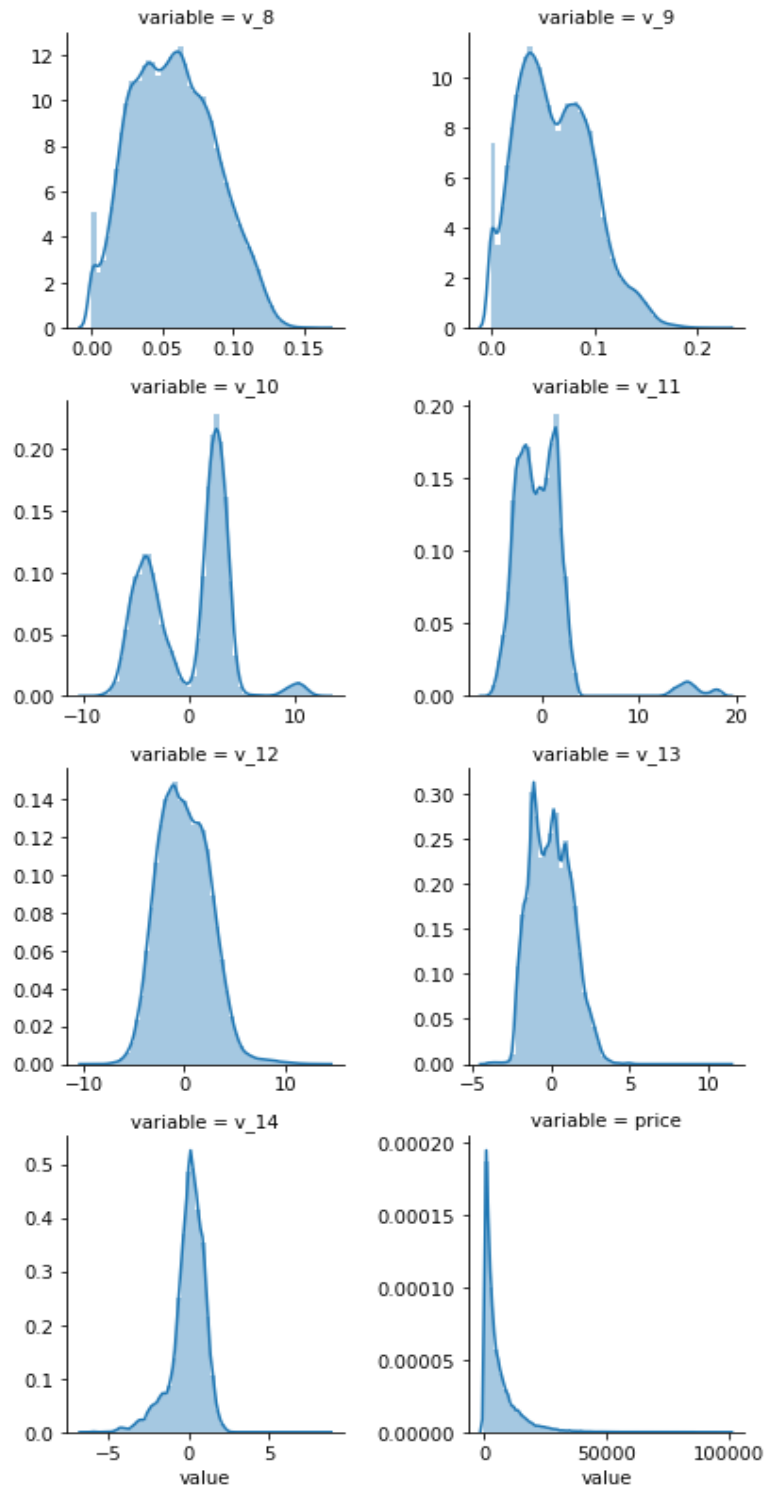 variable = v_8
12
10
8
6
4
2
0
0.00 0.05 0.10 0.15
variable = v_9
10
8
6
4
2
0
0.0 0.1 0.2
variable = v_10
0.20
0.15
0.10
0.05
0.00
−10 0 10
variable = v_11
0.20
0.15
0.10
0.05
0.00
0 10 20
variable = v_12
0.14
0.12
0.10
0.08
0.06
0.04
0.02
0.00
−10 0 10
variable = v_13
0.30
0.25
0.20
0.15
0.10
0.05
0.00
−5 0 5 10
variable = v_14
0.5
0.4
0.3
0.2
0.1
0.0
−5 0 5
value
variable = price
0.00020
0.00015
0.00010
0.00005
0.00000
0 50000 100000
value